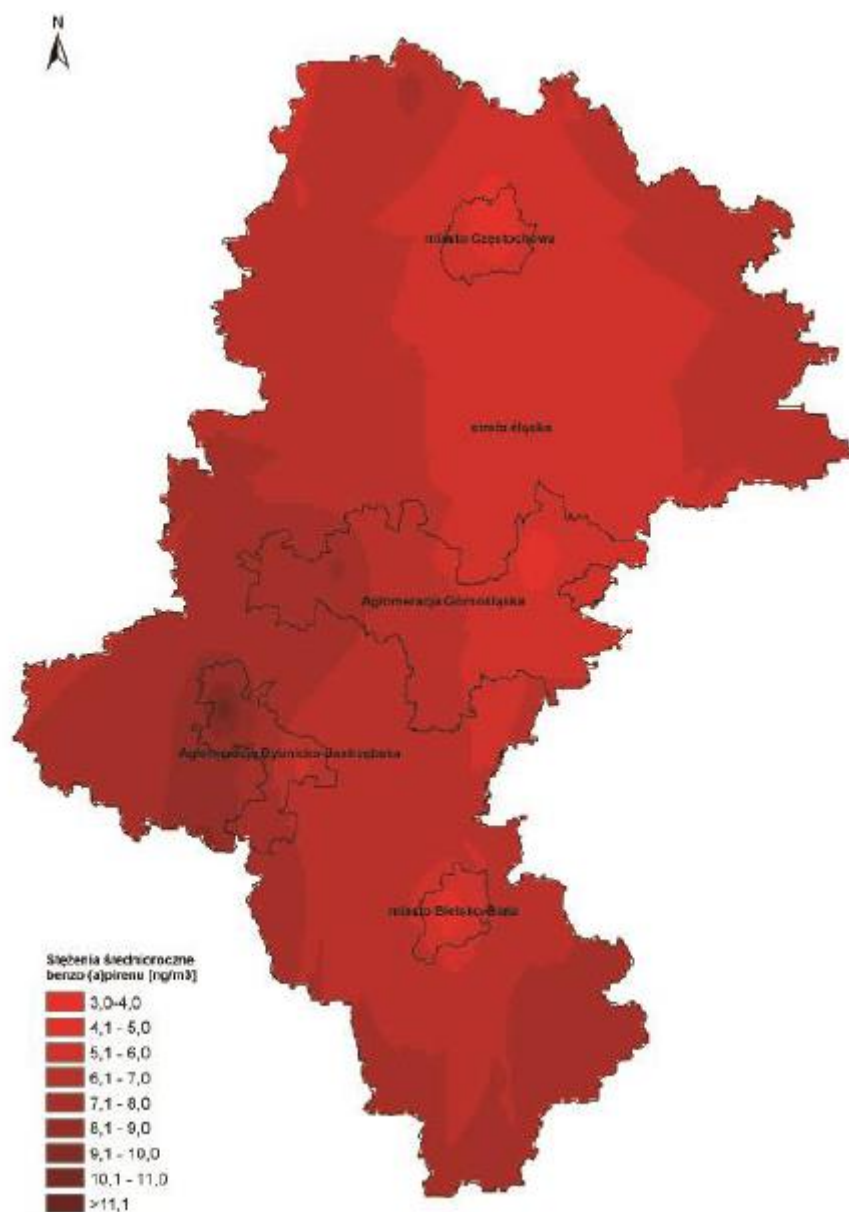 N
miasto Częstochowa
strefa śląska
Aglomeracja Górnośląska
Aglomeracja Rybnicko-Jastrzębska
miasto Bielsko-Biała
Stężenia średnioroczne
benzo-(a)pirenu [ng/m3]
3,0-4,0
4,1 - 5,0
5,1 - 6,0
6,1 - 7,0
7,1 - 8,0
8,1 - 9,0
9,1 - 10,0
10,1 - 11,0
>11,1